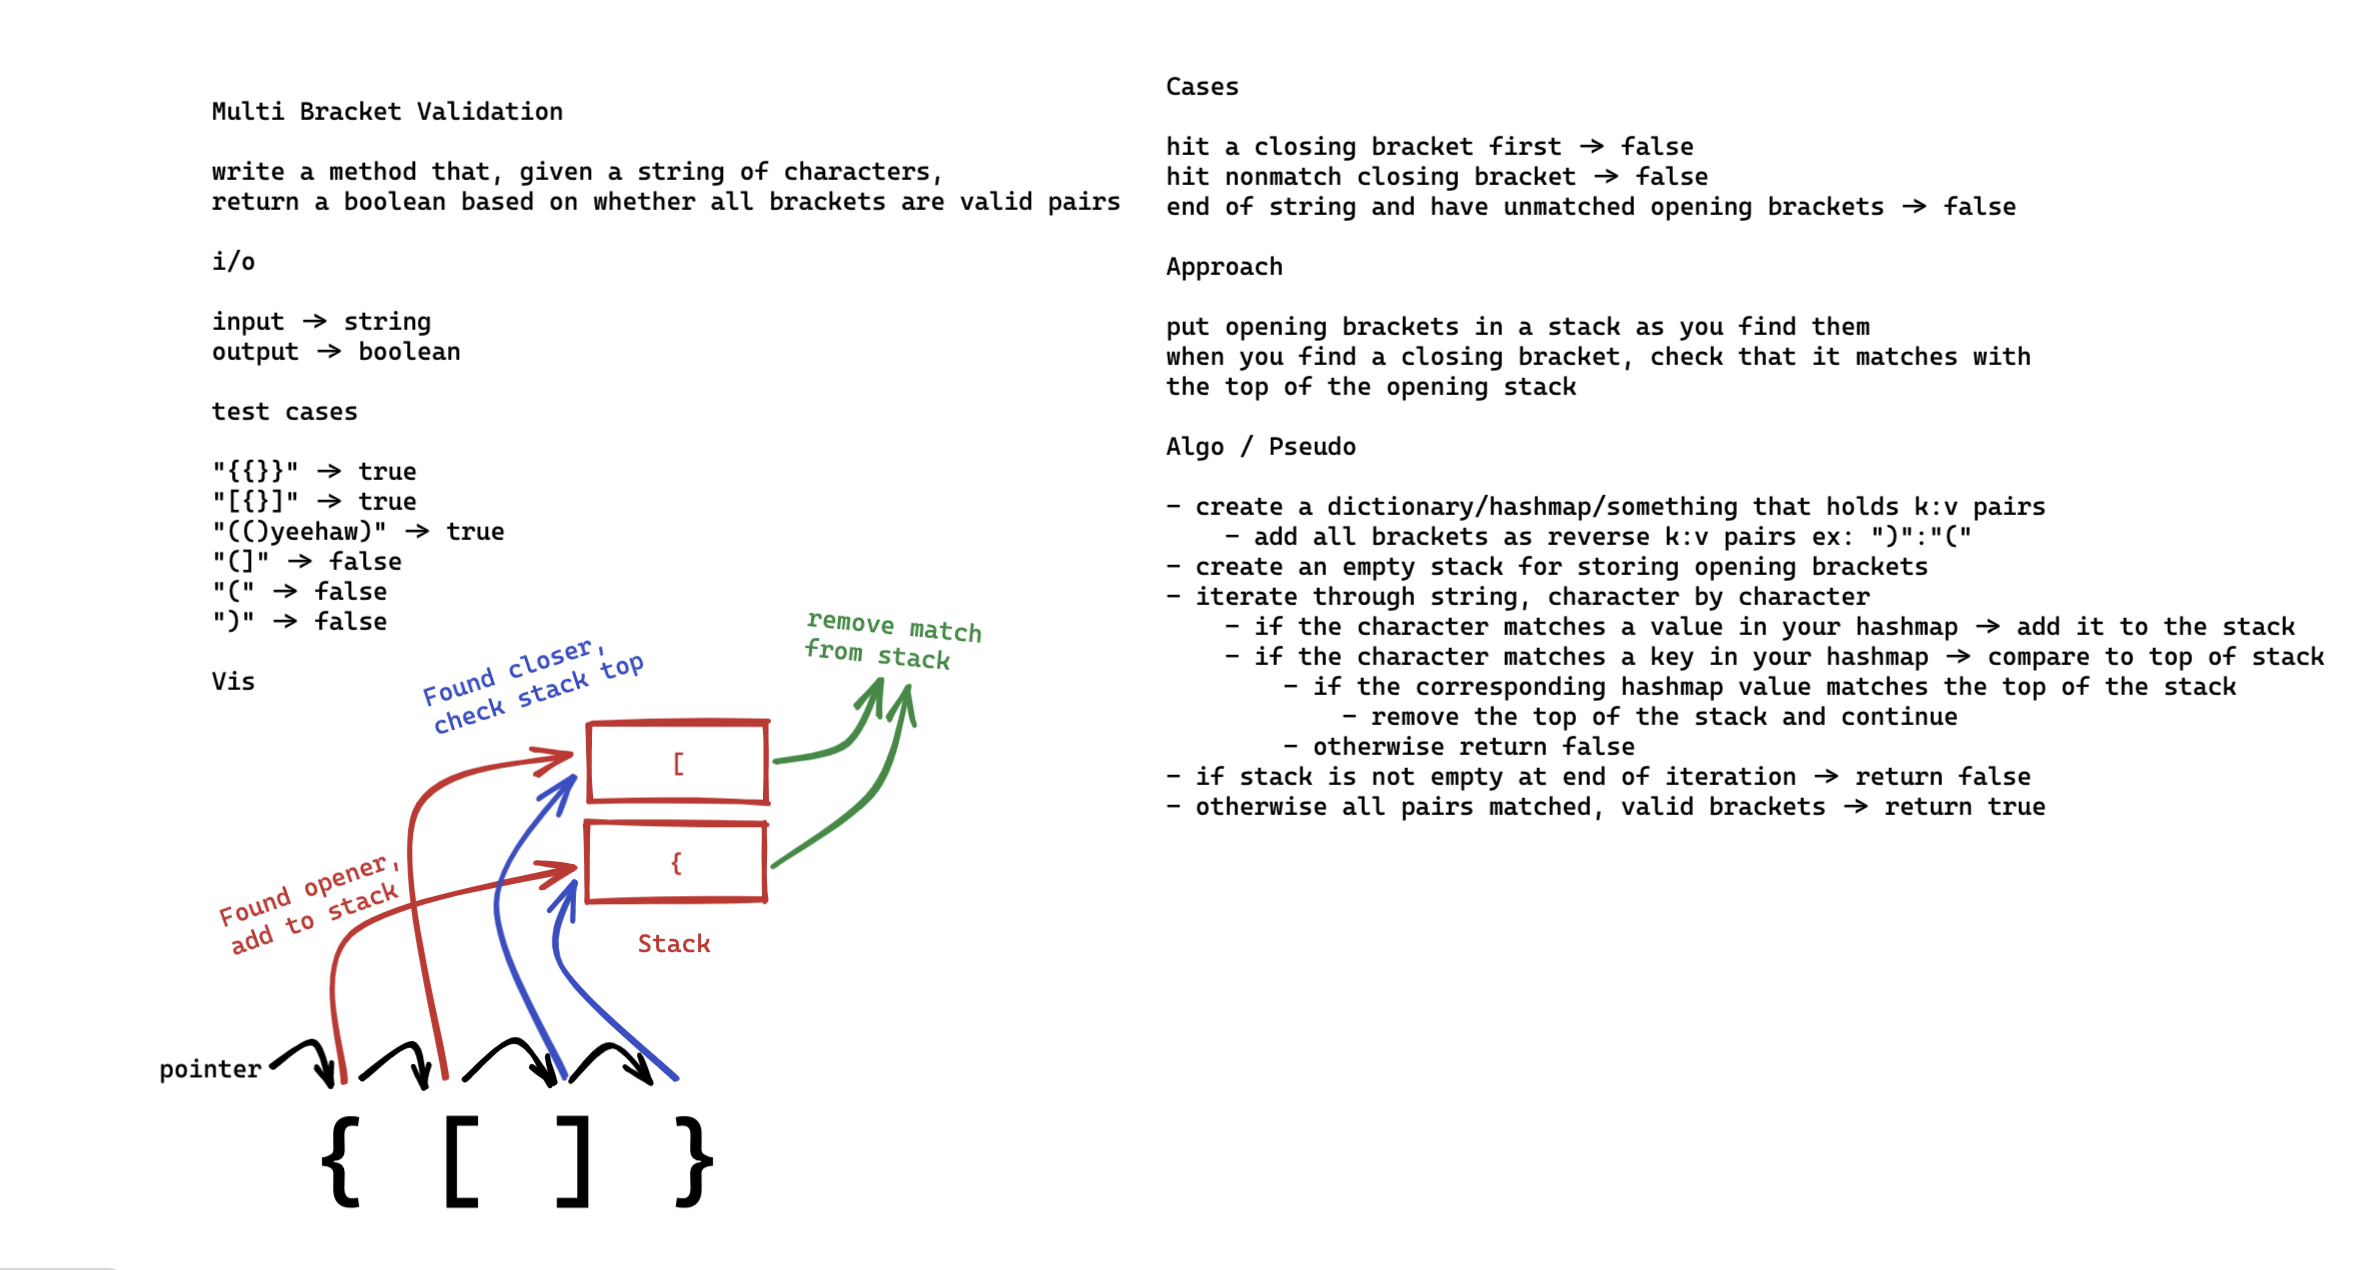 Multi Bracket Validation
write a method that, given a string of characters,
return a boolean based on whether all brackets are valid pairs
i/o
input → string
output → boolean
test cases
"{{}}" → true
"[{}]" → true
"(()yeehaw)" → true
"(]" → false
"(" → false
")" → false
Vis
Found closer,
check stack top
remove match
from stack
[
{
Found opener,
add to stack
Stack
pointer
{ [ ] }
Cases
hit a closing bracket first → false
hit nonmatch closing bracket → false
end of string and have unmatched opening brackets → false
Approach
put opening brackets in a stack as you find them
when you find a closing bracket, check that it matches with
the top of the opening stack
Algo / Pseudo
- create a dictionary/hashmap/something that holds k:v pairs
- add all brackets as reverse k:v pairs ex: ")":"("
- create an empty stack for storing opening brackets
- iterate through string, character by character
- if the character matches a value in your hashmap → add it to the stack
- if the character matches a key in your hashmap → compare to top of stack
- if the corresponding hashmap value matches the top of the stack
- remove the top of the stack and continue
- otherwise return false
- if stack is not empty at end of iteration → return false
- otherwise all pairs matched, valid brackets → return true